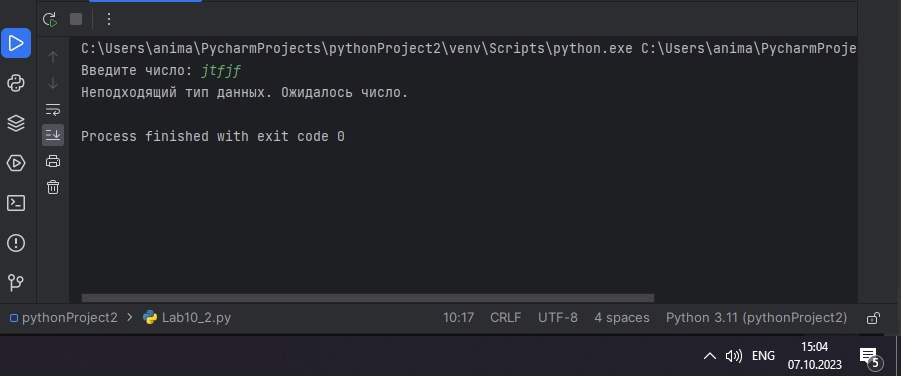 C:\Users\anima\PycharmProjects\pythonProject2\venv\Scripts\python.exe C:\Users\anima\PycharmProje
Введите число: jtfjf
Неподходящий тип данных. Ожидалось число.
Process finished with exit code 0
pythonProject2 > Lab10_2.py 10:17 CRLF UTF-8 4 spaces Python 3.11 (pythonProject2)
ENG 15:04
07.10.2023 5